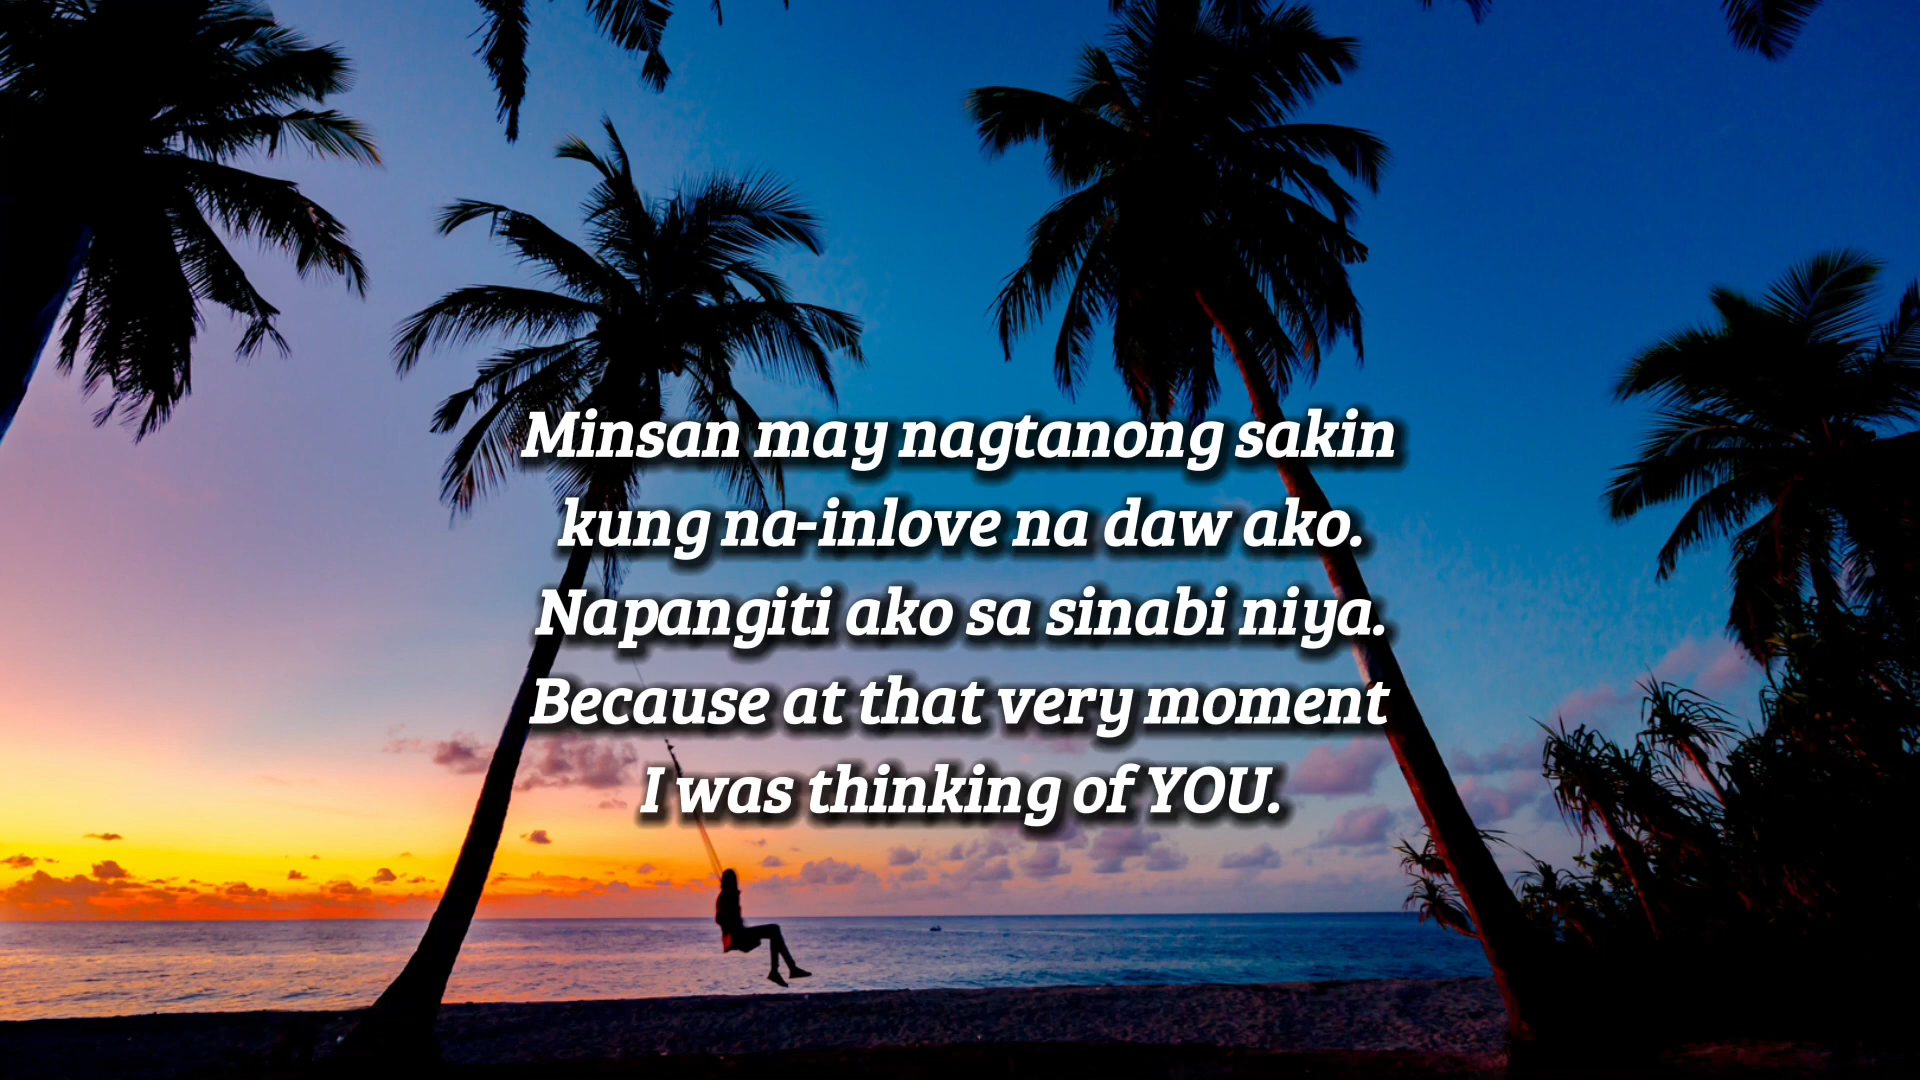 Minsan may nagtanong sakin
kung na-inlove na daw ako.
Napangiti ako sa sinabi niya.
Because at that very moment
I was thinking of YOU.